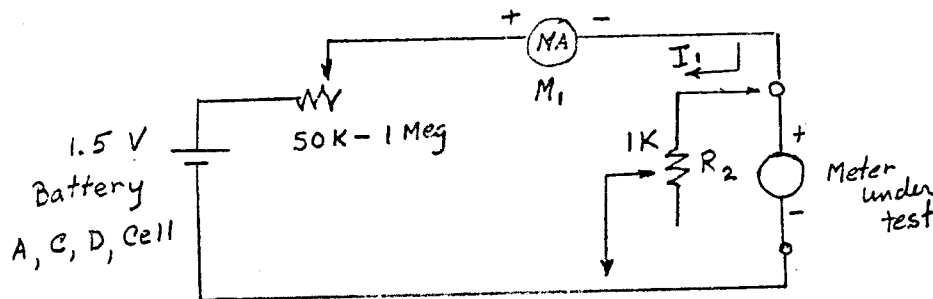 + -
MA
M₁
I₁
50K-1 Meg
1.5 V
Battery
A, C, D, Cell
1K
R₂
+
-
Meter
under
test